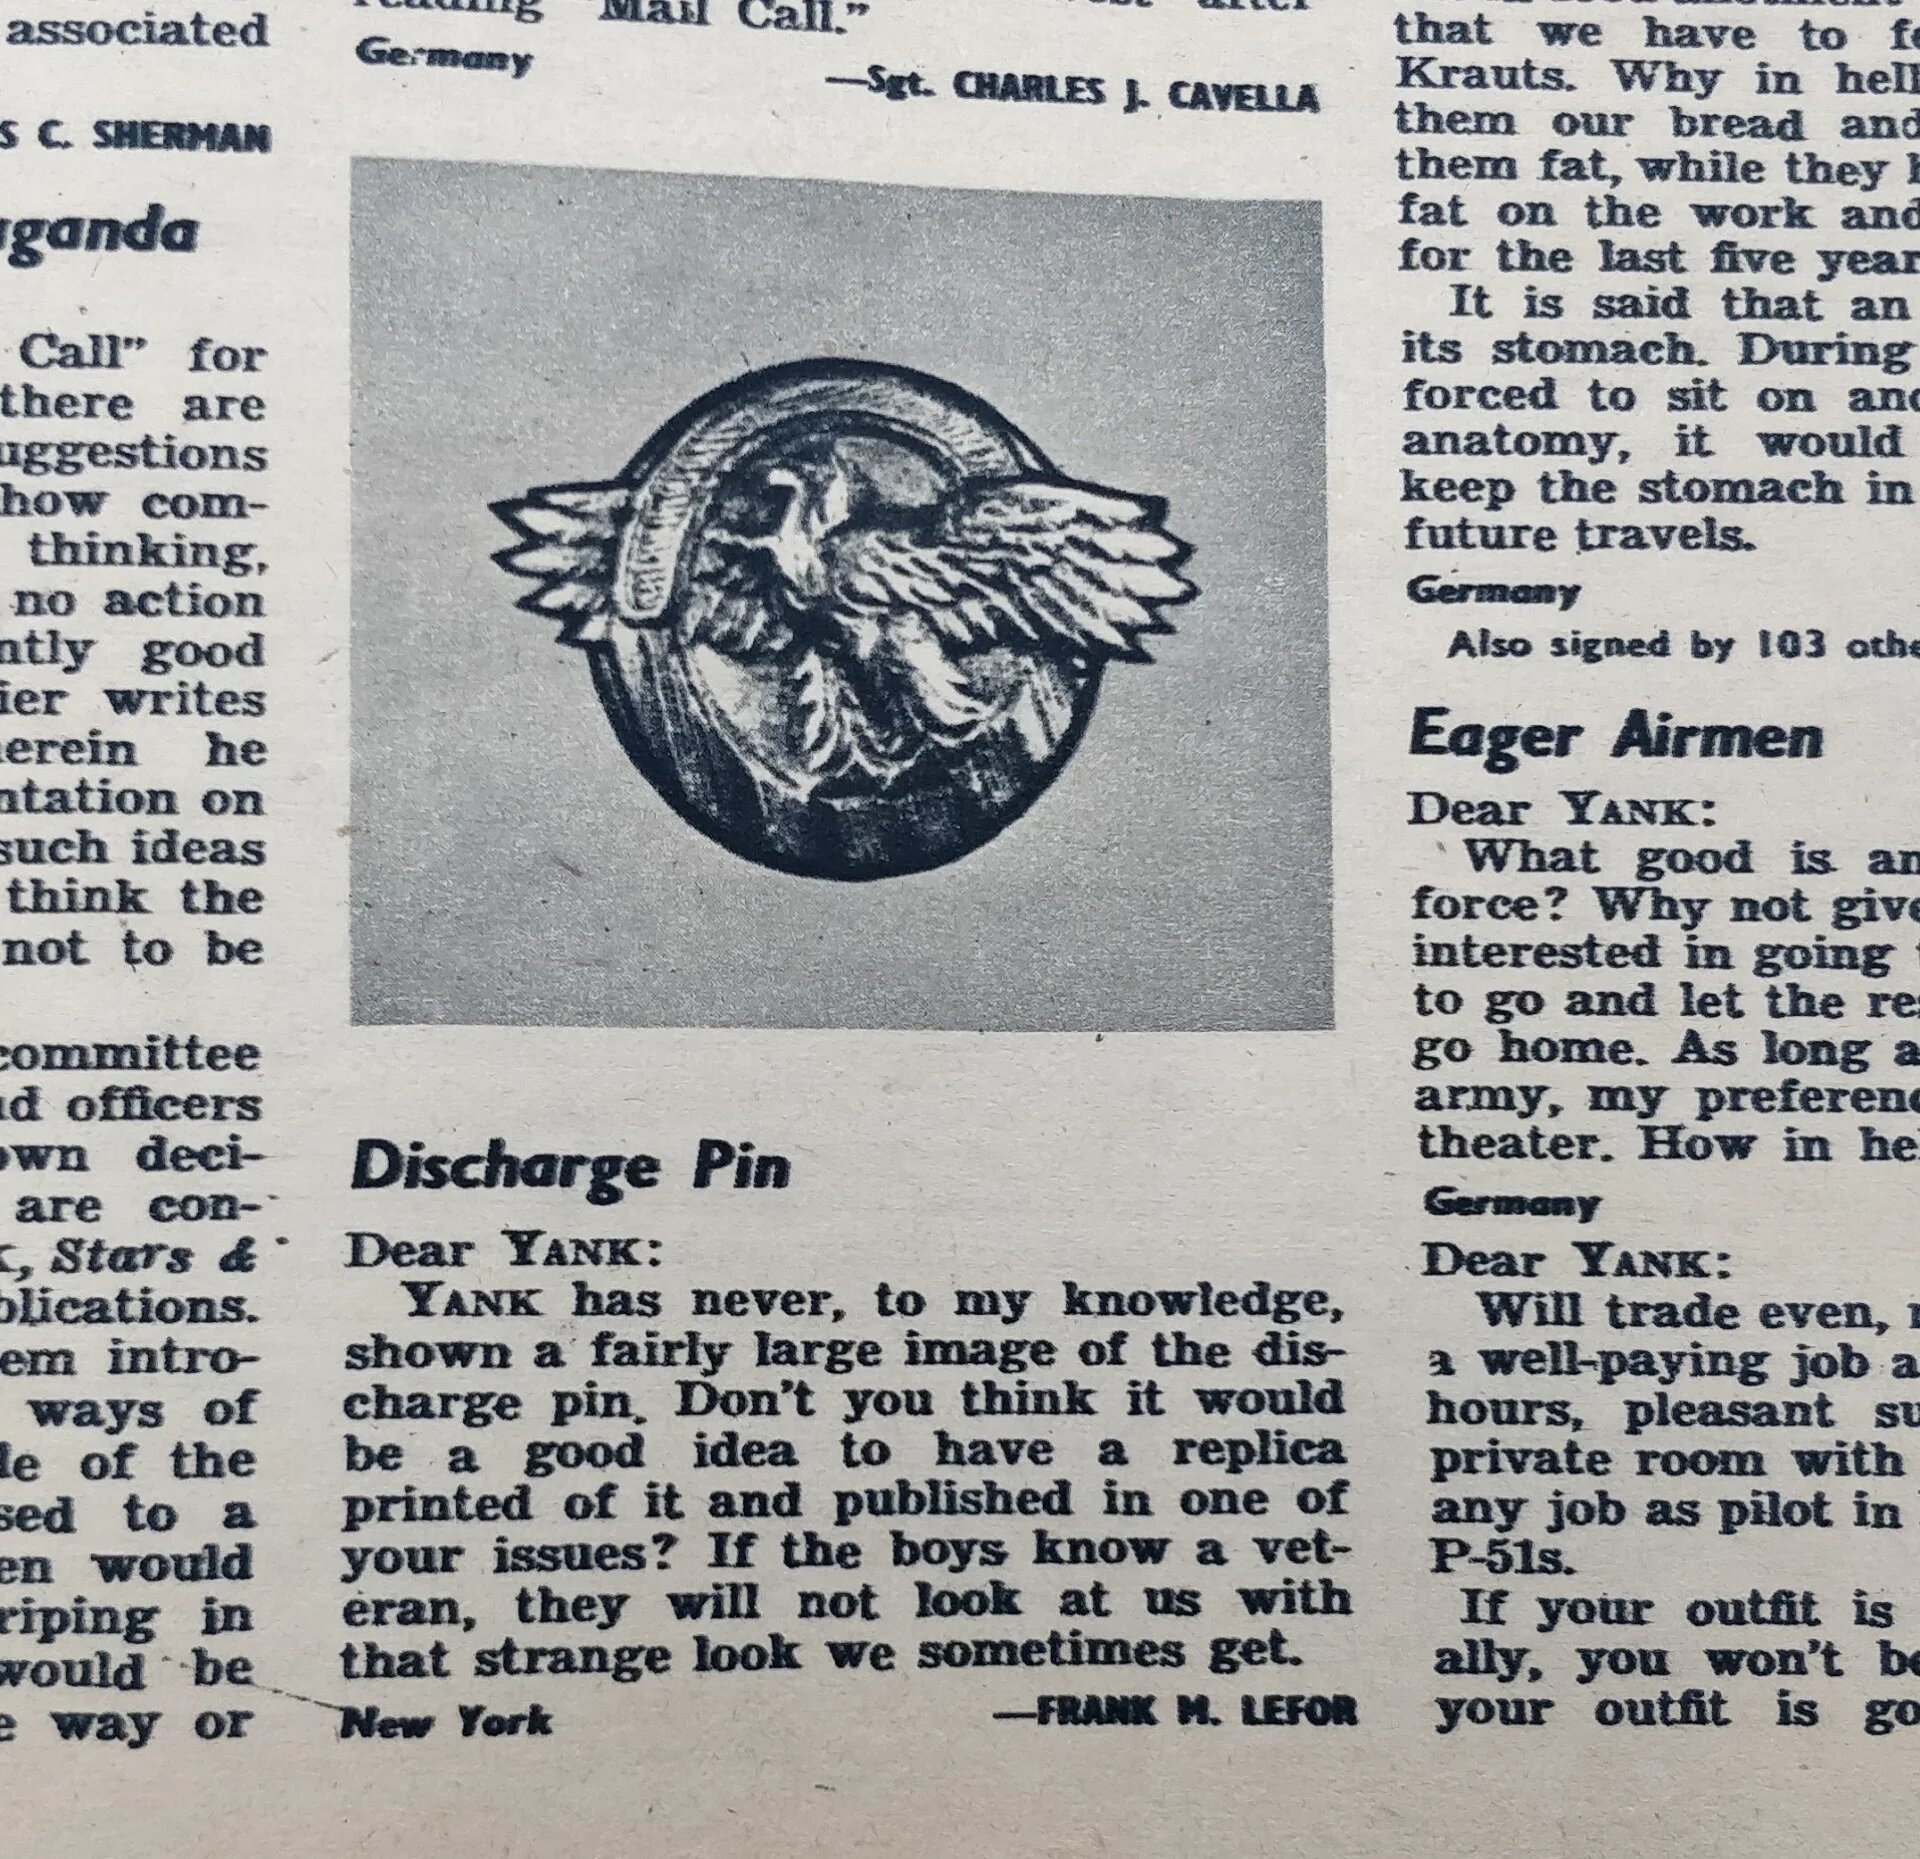 associated
S C. SHERMAN
aganda
Call" for
there are
uggestions
how com-
thinking,
no action
ntly good
ier writes
herein he
ntation on
such ideas
think the
not to be
committee
nd officers
own deci-
are con-
Stars &
blications.
em intro-
ways of
le of the
sed to a
en would
riping in
would be
e way or
reading "Mail Call."
Germany
—Sgt. CHARLES J. CAVELLA
Discharge Pin
Dear YANK:
YANK has never, to my knowledge,
shown a fairly large image of the dis-
charge pin. Don't you think it would
be a good idea to have a replica
printed of it and published in one of
your issues? If the boys know a vet-
eran, they will not look at us with
that strange look we sometimes get.
New York —FRANK M. LEFOR
that we have to fe
Krauts. Why in hell
them our bread and
them fat, while they h
fat on the work and
for the last five year
It is said that an
its stomach. During
forced to sit on and
anatomy, it would
keep the stomach in
future travels.
Germany
Also signed by 103 othe
Eager Airmen
Dear YANK:
What good is an
force? Why not give
interested in going t
to go and let the res
go home. As long a
army, my preferenc
theater. How in hel
Germany
Dear YANK:
Will trade even,
a well-paying job a
hours, pleasant su
private room with
any job as pilot in
P-51s.
If your outfit is
ally, you won't be
your outfit is go